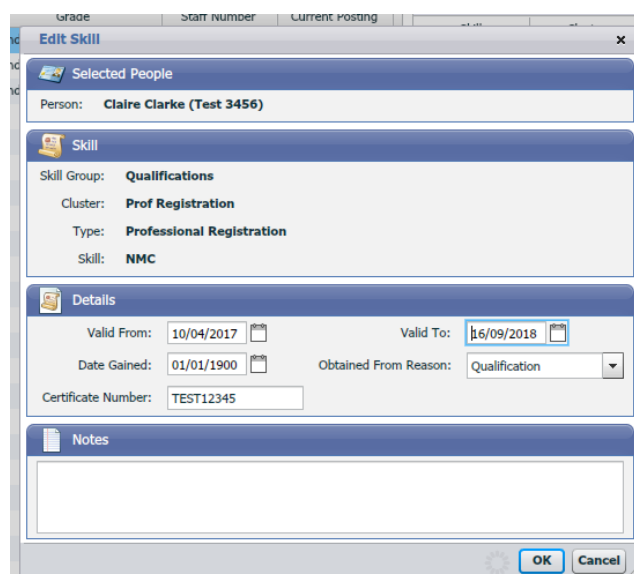 Grade Staff Number Current Posting
Edit Skill x
Selected People
Person: Claire Clarke (Test 3456)
Skill
Skill Group: Qualifications
Cluster: Prof Registration
Type: Professional Registration
Skill: NMC
Details
Valid From: 10/04/2017 Valid To: 16/09/2018
Date Gained: 01/01/1900 Obtained From Reason: Qualification
Certificate Number: TEST12345
Notes
OK Cancel